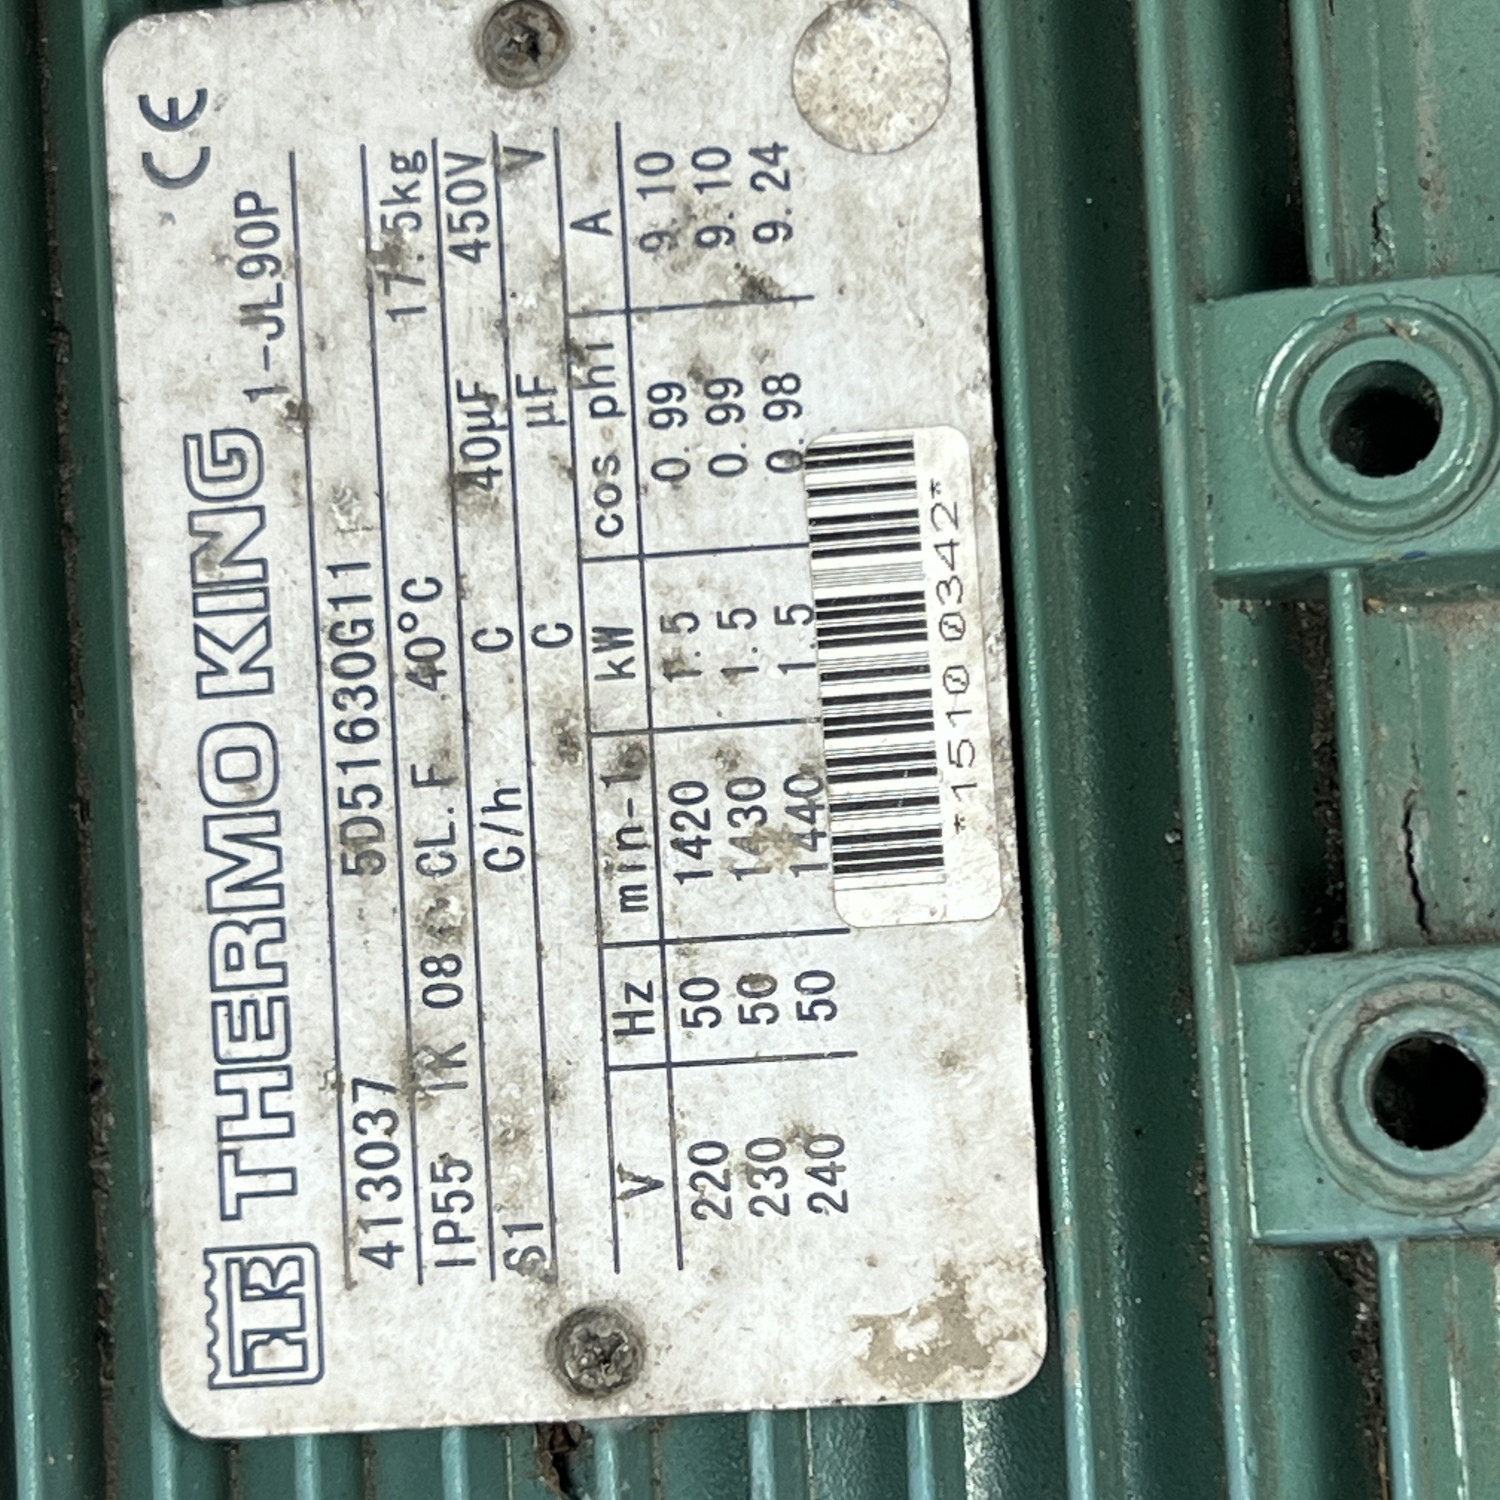 TK THERMO KING 1-JL90P CE
413037 5D51630G11
IP55 IK 08 CL.F 40°C 17.5kg
S1 C/h C 40µF 450V
C µF V
V Hz min-1 kW cos phi A
220 50 1420 1.5 0.99 9.10
230 50 1430 1.5 0.99 9.10
240 50 1440 1.5 0.98 9.24
*1510 0342*